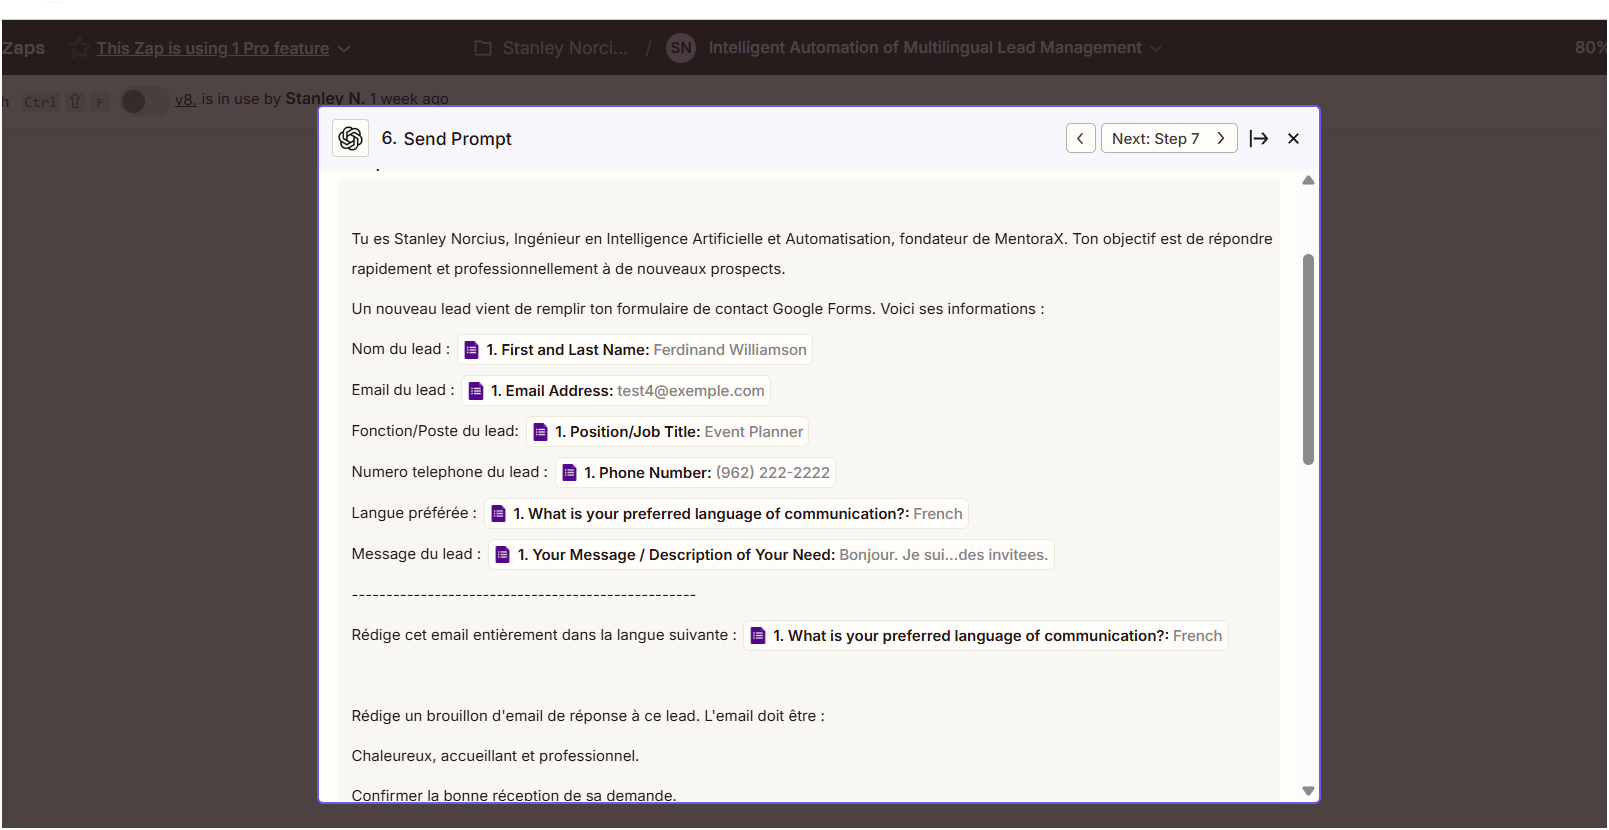 Zaps This Zap is using 1 Pro feature Stanley Norci... / SN Intelligent Automation of Multilingual Lead Management 80%
h Ctrl ⇧ F v8. is in use by Stanley N. 1 week ago
6. Send Prompt Next: Step 7
Tu es Stanley Norcius, Ingénieur en Intelligence Artificielle et Automatisation, fondateur de MentoraX. Ton objectif est de répondre
rapidement et professionnellement à de nouveaux prospects.
Un nouveau lead vient de remplir ton formulaire de contact Google Forms. Voici ses informations :
Nom du lead : 1. First and Last Name: Ferdinand Williamson
Email du lead : 1. Email Address: test4@exemple.com
Fonction/Poste du lead: 1. Position/Job Title: Event Planner
Numero telephone du lead : 1. Phone Number: (962) 222-2222
Langue préférée : 1. What is your preferred language of communication?: French
Message du lead : 1. Your Message / Description of Your Need: Bonjour. Je sui...des invitees.
--------------------------------------------------
Rédige cet email entièrement dans la langue suivante : 1. What is your preferred language of communication?: French
Rédige un brouillon d'email de réponse à ce lead. L'email doit être :
Chaleureux, accueillant et professionnel.
Confirmer la bonne réception de sa demande.